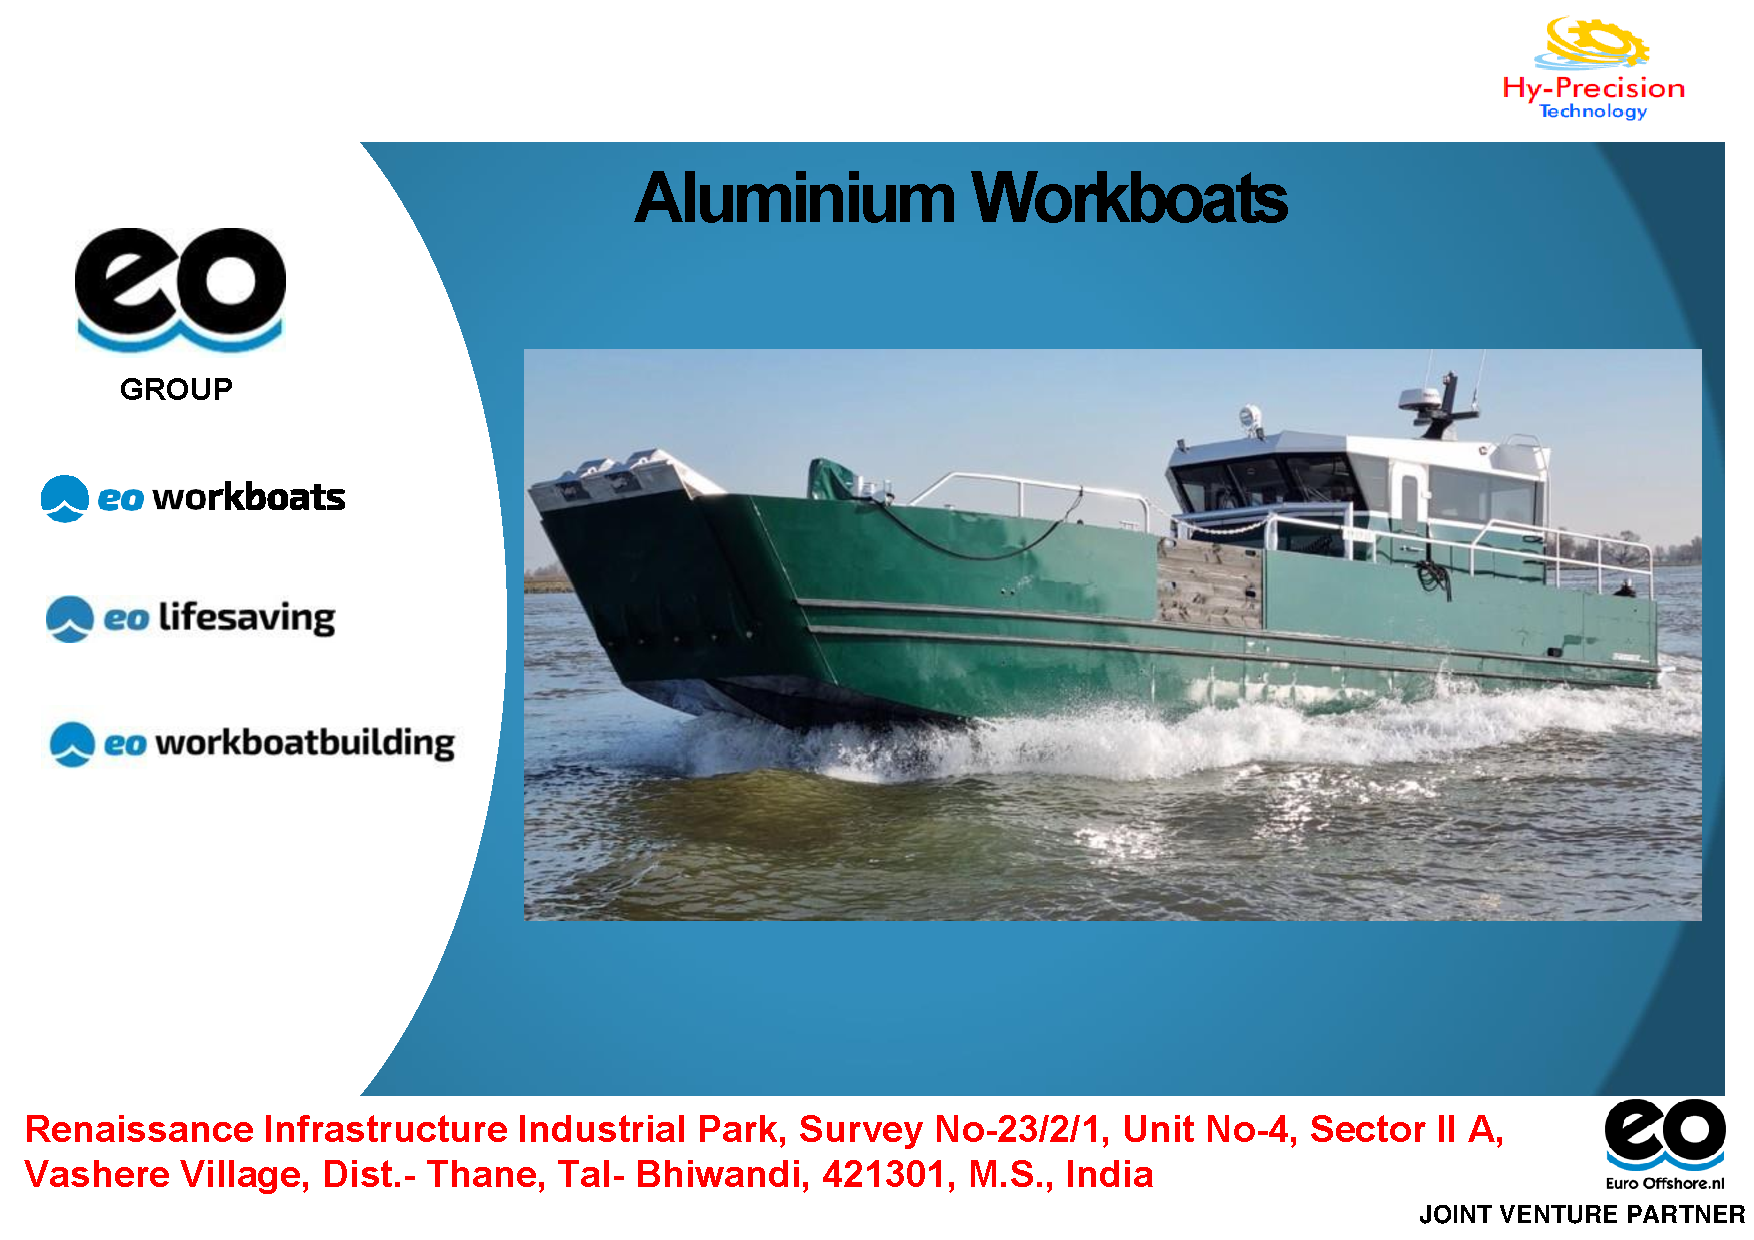 Hy-Precision
Technology
Aluminium Workboats
eo
GROUP
eo workboats
eo lifesaving
eo workboatbuilding
Renaissance Infrastructure Industrial Park, Survey No-23/2/1, Unit No-4, Sector II A,
Vashere Village, Dist.- Thane, Tal- Bhiwandi, 421301, M.S., India
eo
Euro Offshore.nl
JOINT VENTURE PARTNER